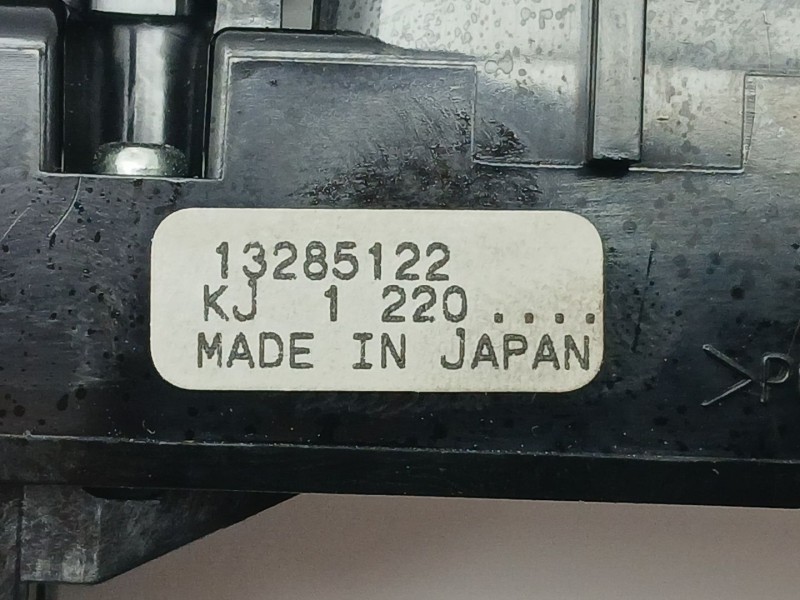 13285122
KJ 1 220 ....
MADE IN JAPAN
>P